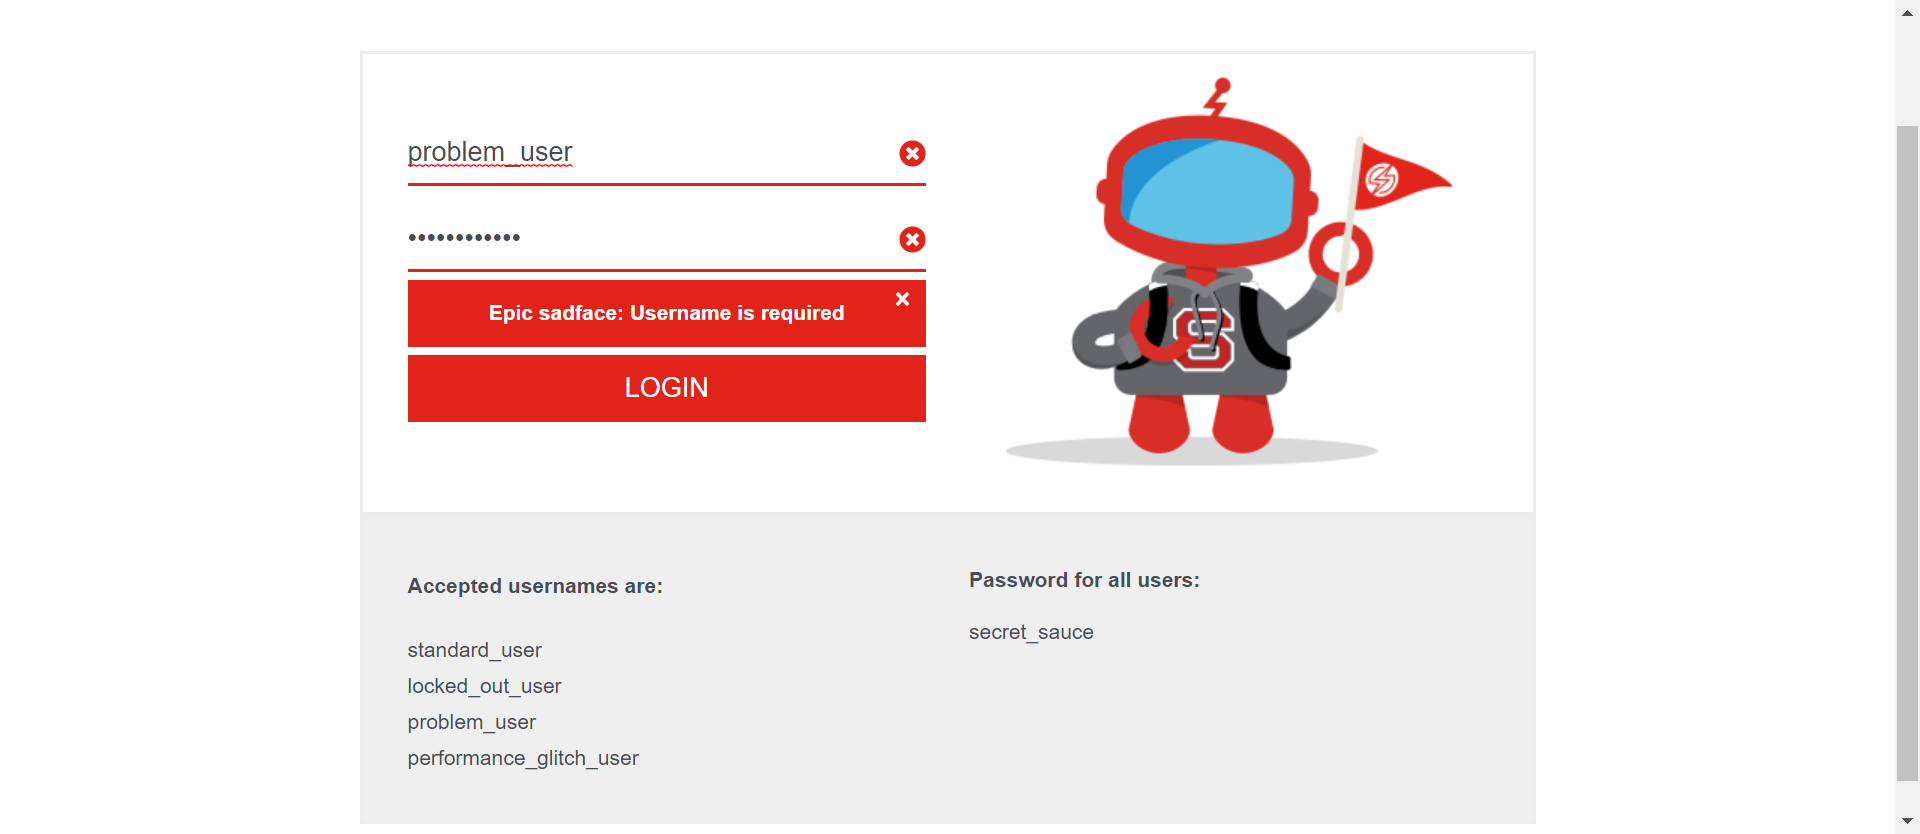 problem_user
••••••••••••
Epic sadface: Username is required
LOGIN
S
Accepted usernames are:
standard_user
locked_out_user
problem_user
performance_glitch_user
Password for all users:
secret_sauce